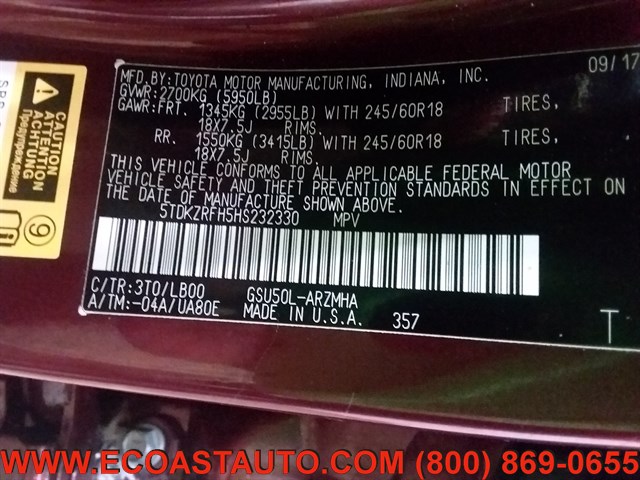 MFD.BY:TOYOTA MOTOR MANUFACTURING, INDIANA, INC. 09/17
GVWR:2700KG (5950LB)
GAWR:FRT. 1345KG (2955LB) WITH 245/60R18 TIRES,
18X7.5J RIMS.
RR. 1550KG (3415LB) WITH 245/60R18 TIRES,
18X7.5J RIMS.
THIS VEHICLE CONFORMS TO ALL APPLICABLE FEDERAL MOTOR
VEHICLE SAFETY AND THEFT PREVENTION STANDARDS IN EFFECT ON
THE DATE OF MANUFACTURE SHOWN ABOVE.
5TDKZRFH5HS232330 MPV
C/TR:3T0/LB00 GSU50L-ARZMHA
A/TM:-04A/UA80E MADE IN U.S.A. 357 T
CAUTION
ATTENTION
ACHTUNG
Предупреждение
9
WWW.ECOASTAUTO.COM (800) 869-0655